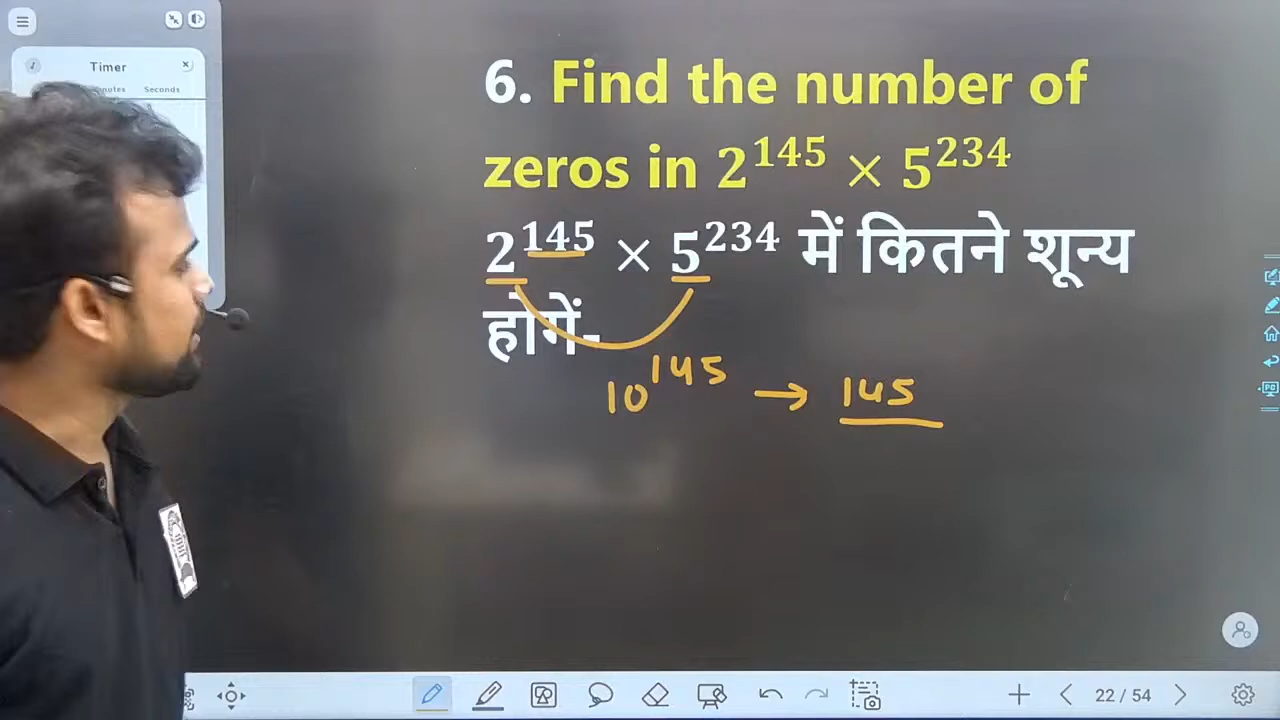 Timer
Seconds
6. Find the number of
zeros in 2¹⁴⁵ × 5²³⁴
2¹⁴⁵ × 5²³⁴ में कितने शून्य
होगें-
10¹⁴⁵ → 145
22 / 54